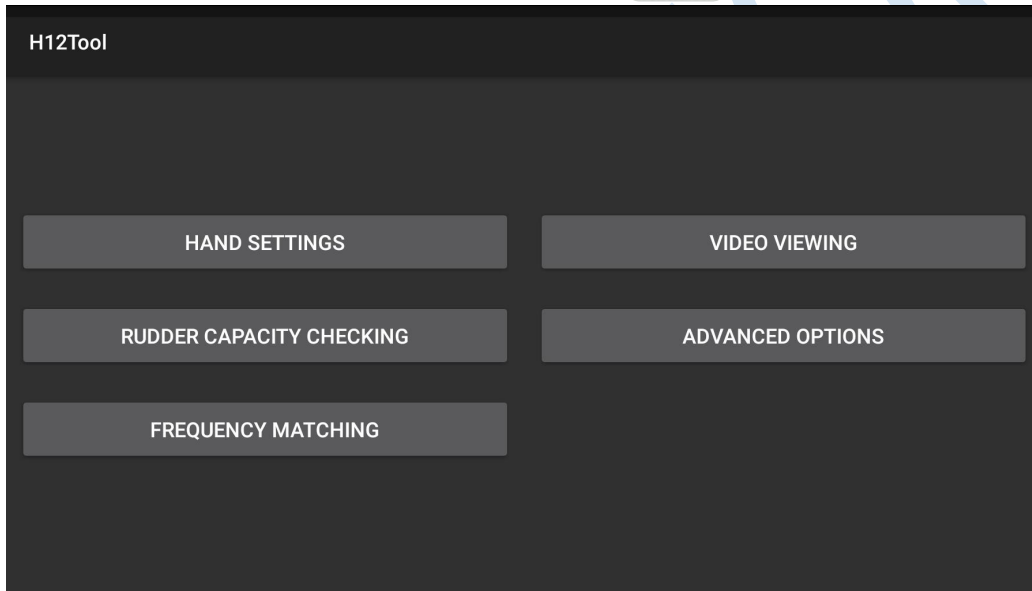 H12Tool
HAND SETTINGS
VIDEO VIEWING
RUDDER CAPACITY CHECKING
ADVANCED OPTIONS
FREQUENCY MATCHING